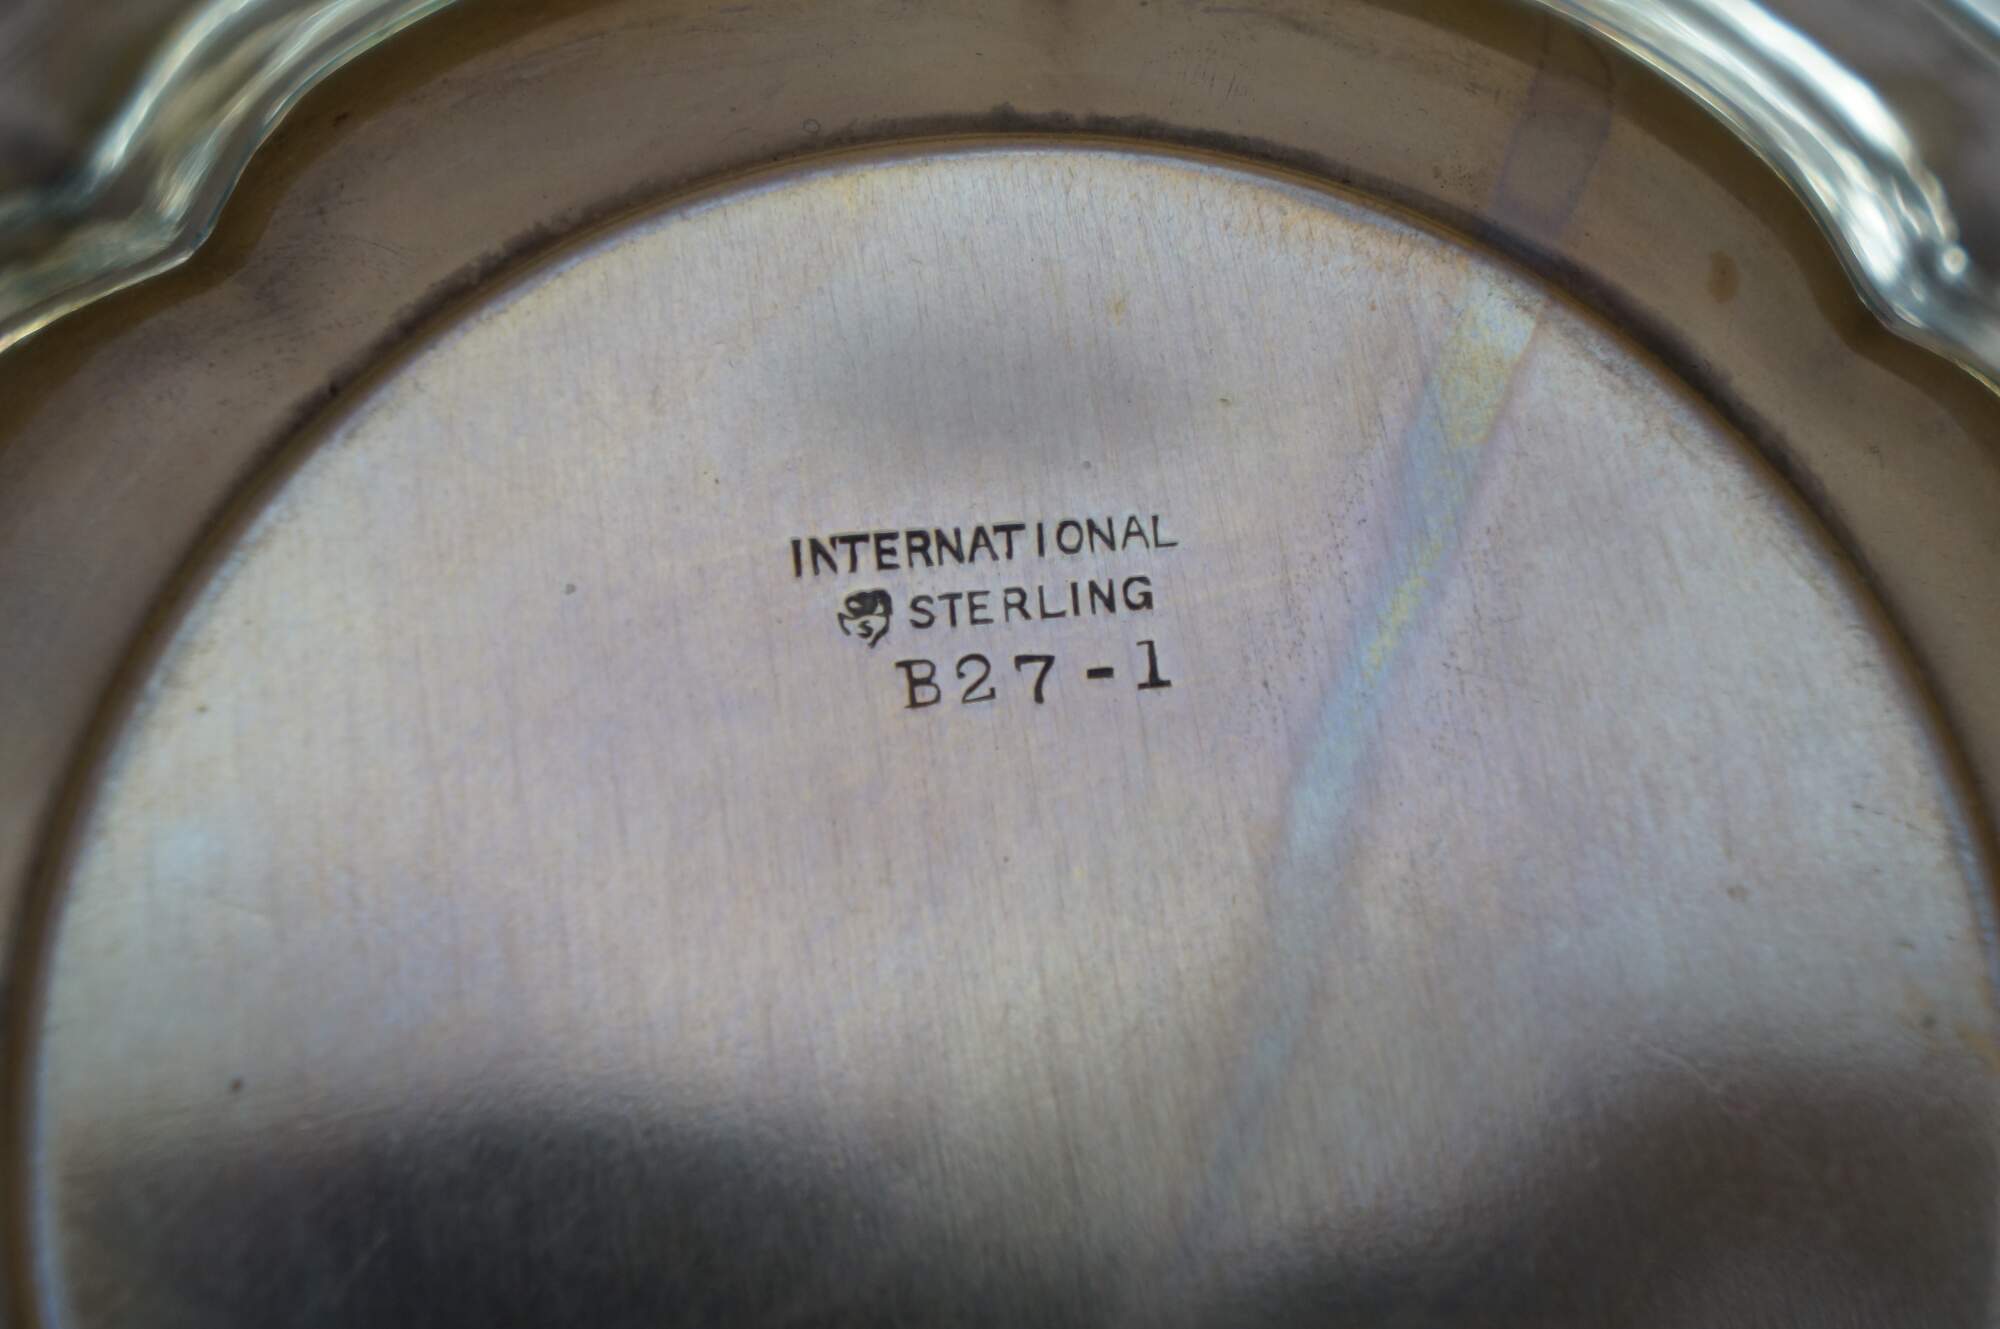 INTERNATIONAL
S STERLING
B27-1